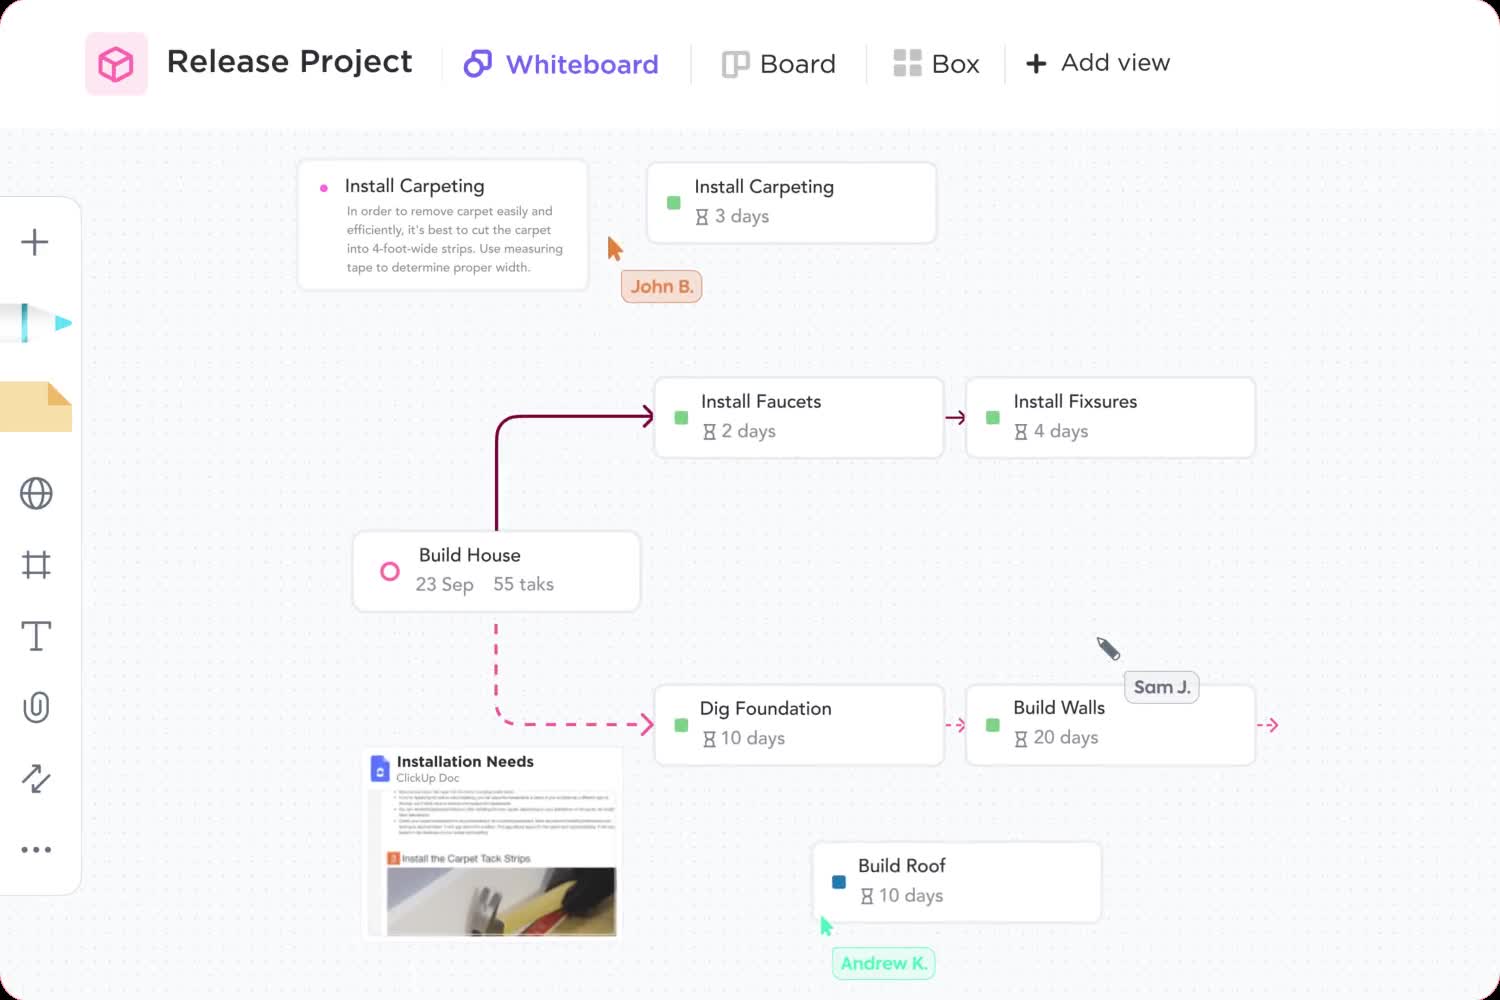 Release Project
Whiteboard
Board
Box
Add view
Install Carpeting
In order to remove carpet easily and
efficiently, it's best to cut the carpet
into 4-foot-wide strips. Use measuring
tape to determine proper width.
Install Carpeting
3 days
John B.
Install Faucets
2 days
Install Fixsures
4 days
Build House
23 Sep 55 taks
Sam J.
Dig Foundation
10 days
Build Walls
20 days
Installation Needs
ClickUp Doc
Install the Carpet Tack Strips
Build Roof
10 days
Andrew K.